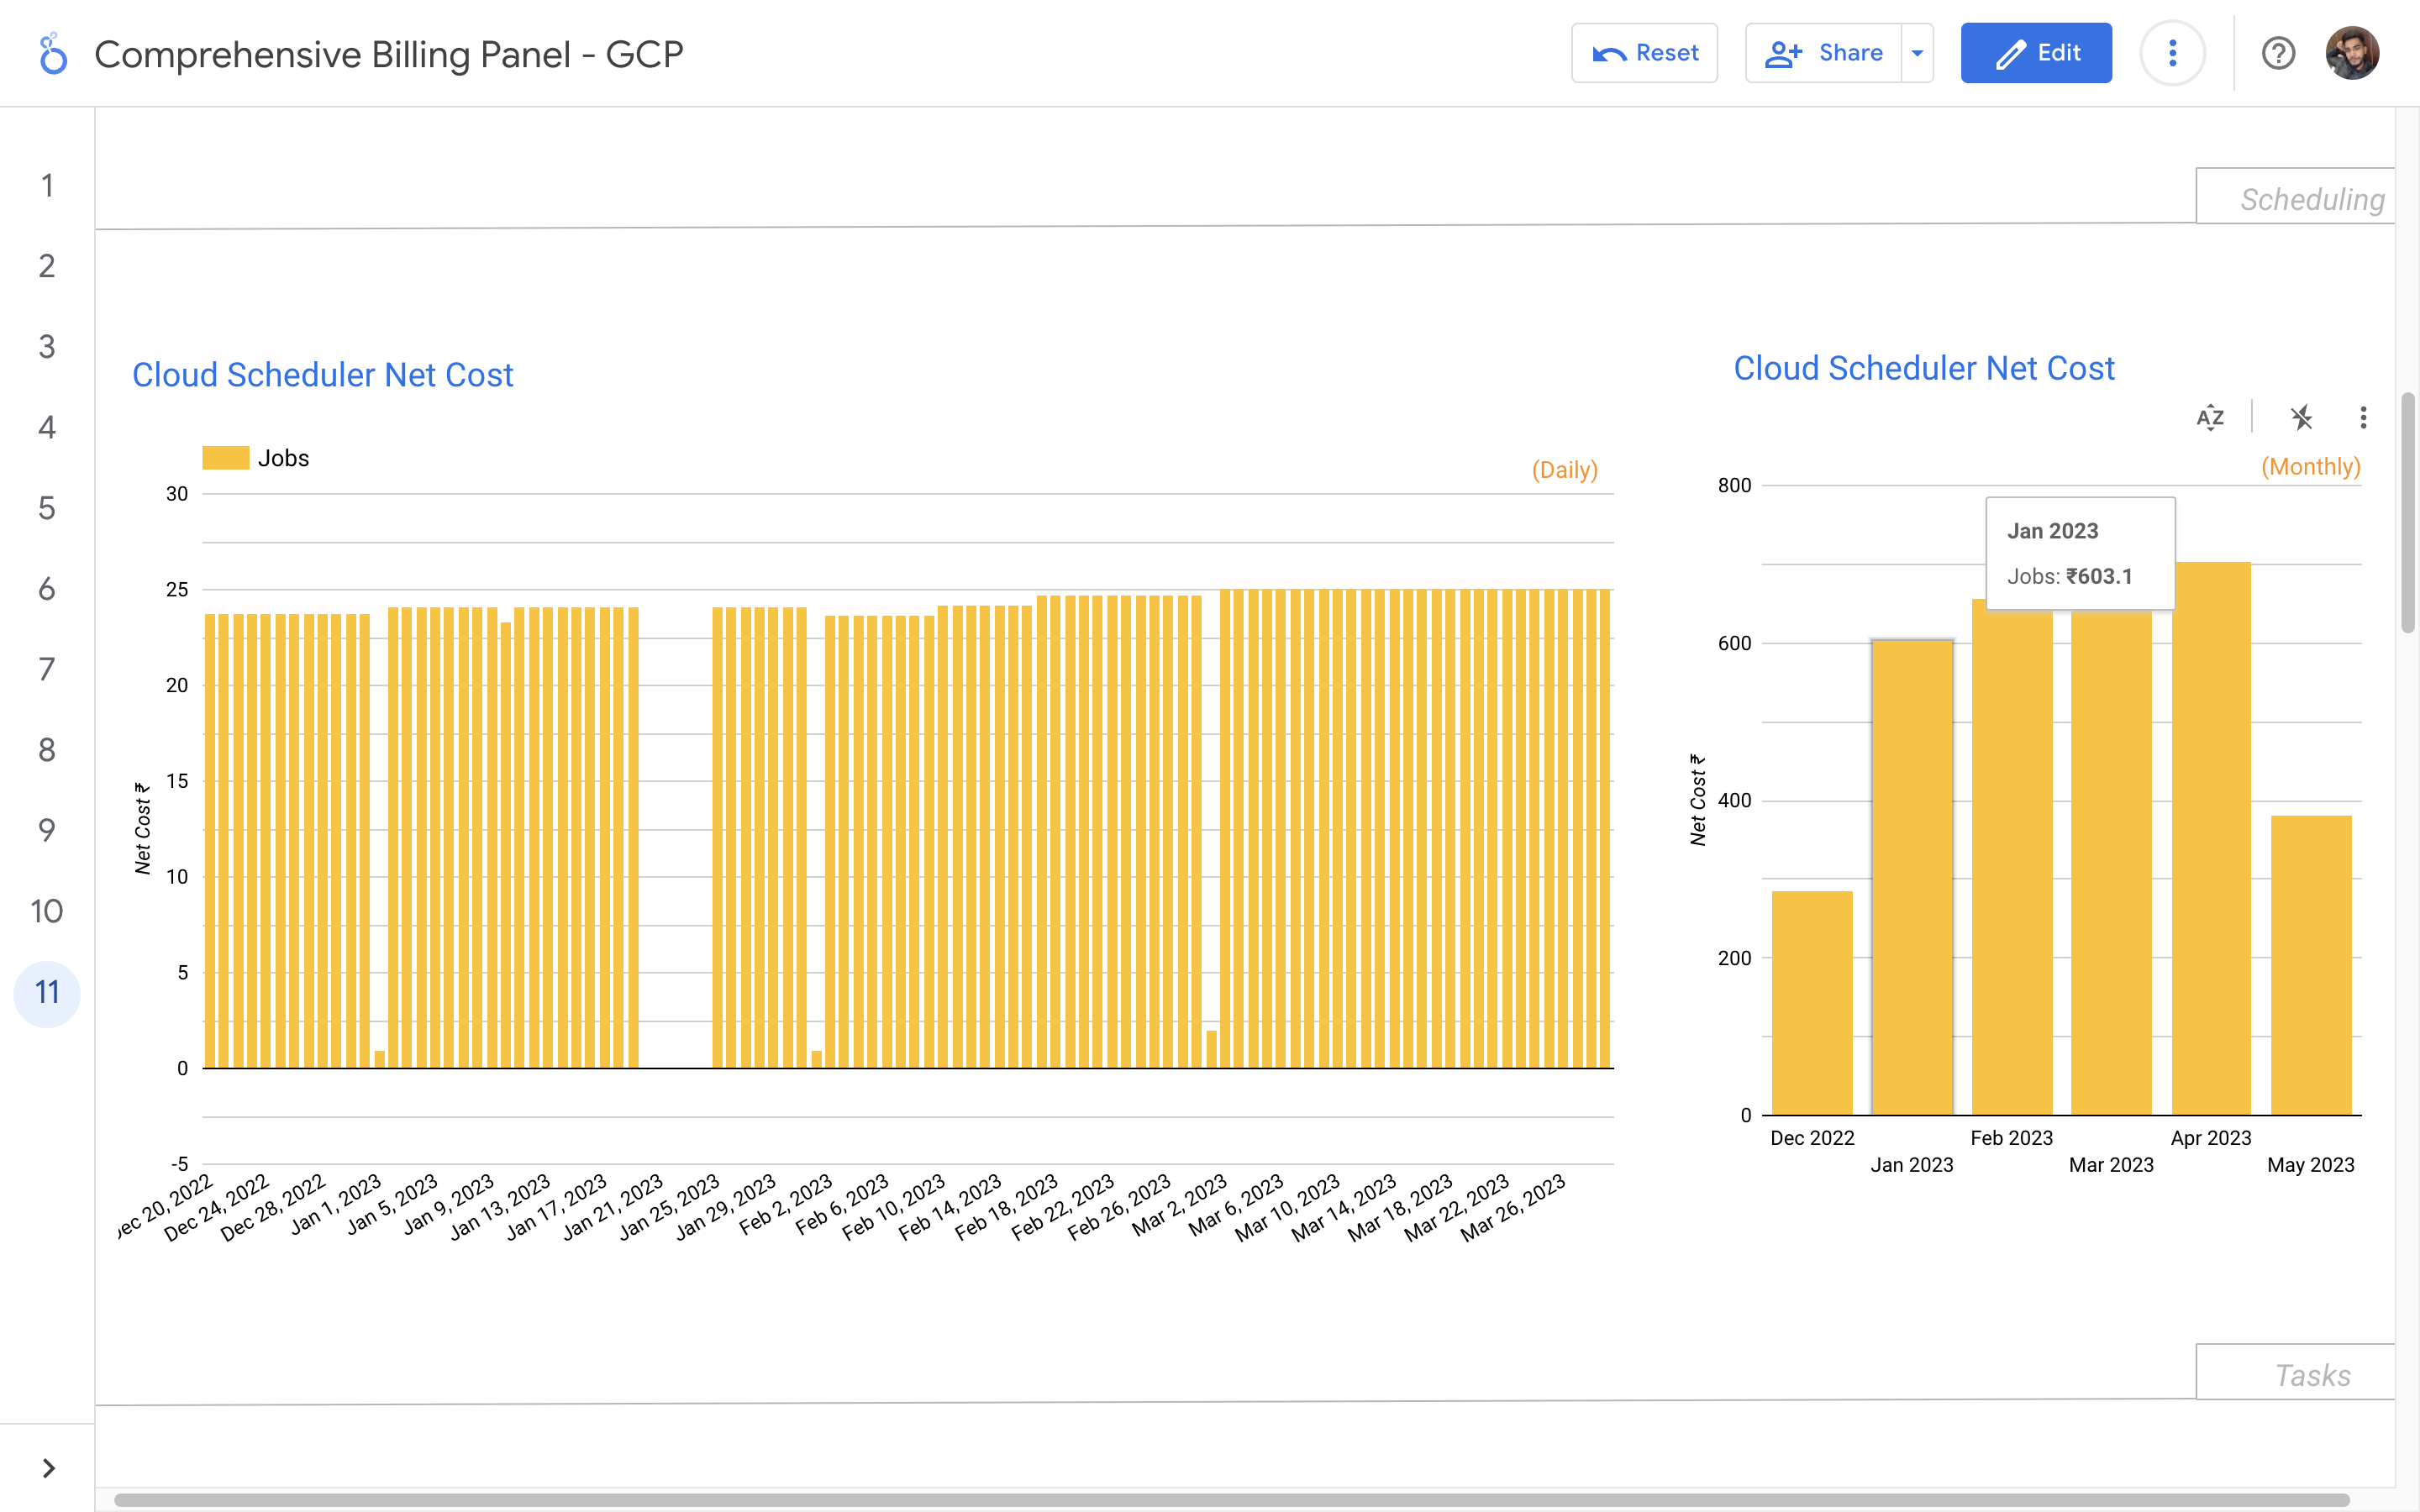 Comprehensive Billing Panel - GCP
Reset
Share
Edit
1
2
3
4
5
6
7
8
9
10
11
Scheduling
Cloud Scheduler Net Cost
Jobs
(Daily)
Net Cost ₹
30
25
20
15
10
5
0
-5
Dec 20, 2022
Dec 24, 2022
Dec 28, 2022
Jan 1, 2023
Jan 5, 2023
Jan 9, 2023
Jan 13, 2023
Jan 17, 2023
Jan 21, 2023
Jan 25, 2023
Jan 29, 2023
Feb 2, 2023
Feb 6, 2023
Feb 10, 2023
Feb 14, 2023
Feb 18, 2023
Feb 22, 2023
Feb 26, 2023
Mar 2, 2023
Mar 6, 2023
Mar 10, 2023
Mar 14, 2023
Mar 18, 2023
Mar 22, 2023
Mar 26, 2023
Cloud Scheduler Net Cost
AZ
(Monthly)
Net Cost ₹
800
600
400
200
0
Jan 2023
Jobs: ₹603.1
Dec 2022
Jan 2023
Feb 2023
Mar 2023
Apr 2023
May 2023
Tasks